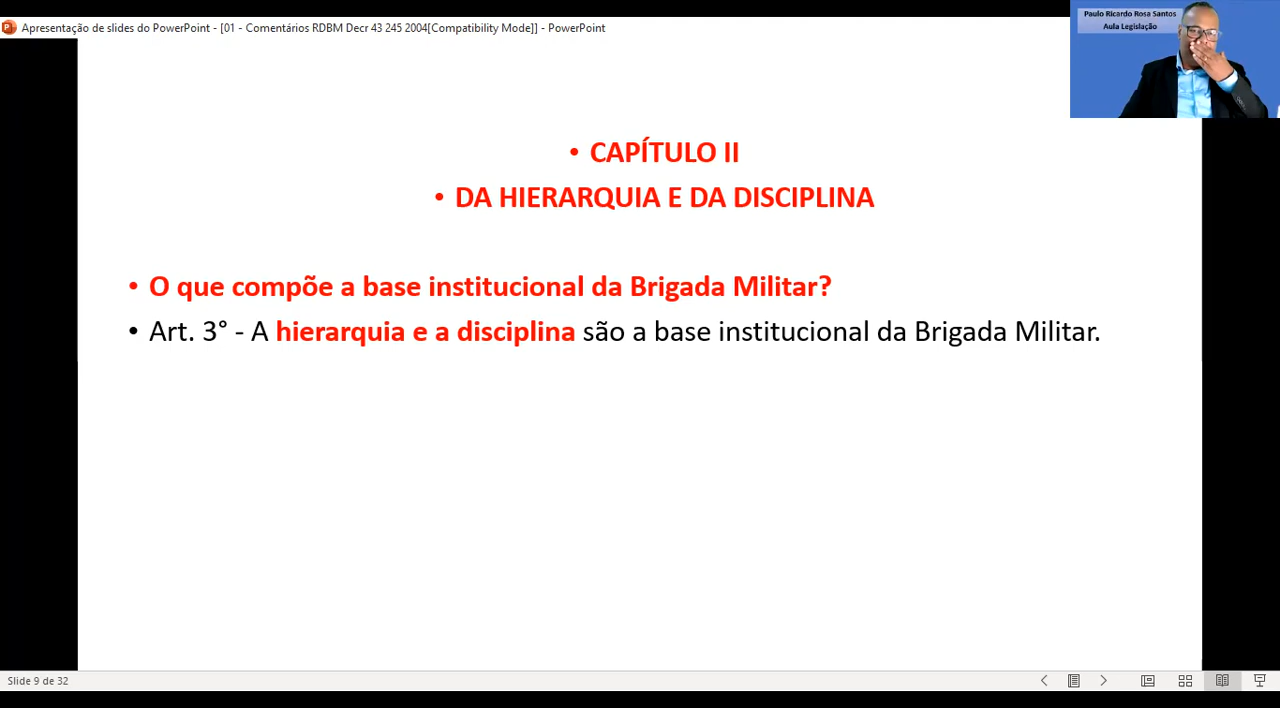 Apresentação de slides do PowerPoint - [01 - Comentários RDBM Decr 43 245 2004[Compatibility Mode]] - PowerPoint
Paulo Ricardo Rosa Santos
Aula Legislação
• CAPÍTULO II
• DA HIERARQUIA E DA DISCIPLINA
• O que compõe a base institucional da Brigada Militar?
• Art. 3° - A hierarquia e a disciplina são a base institucional da Brigada Militar.
Slide 9 de 32